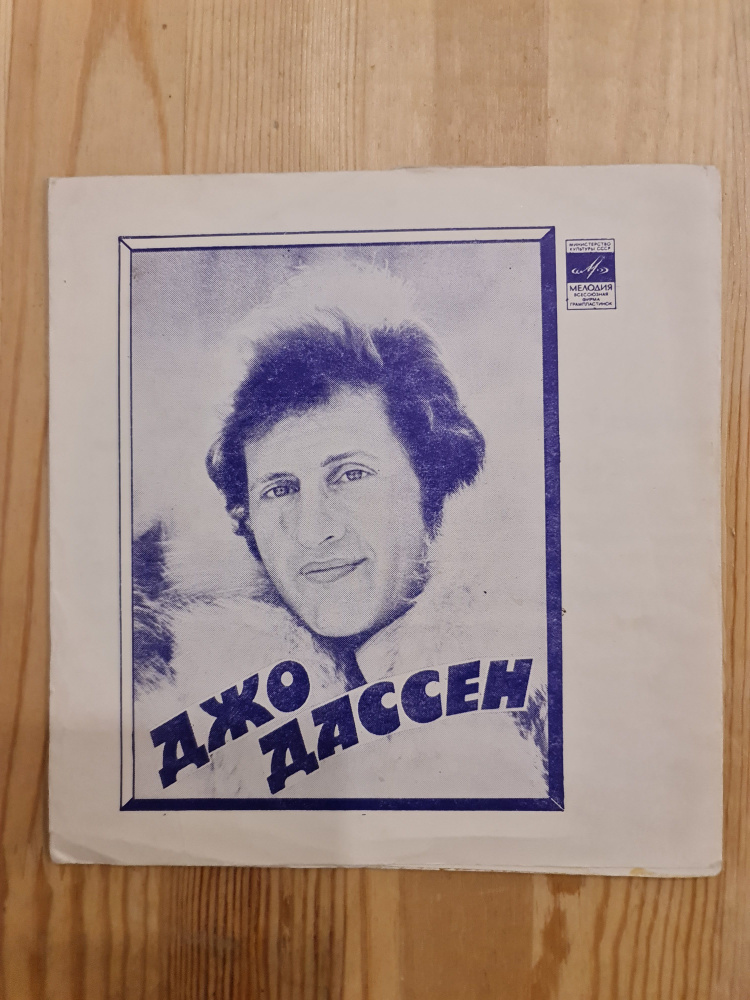 МИНИСТЕРСТВО
КУЛЬТУРЫ СССР
МЕЛОДИЯ
ВСЕСОЮЗНАЯ
ФИРМА
ГРАМПЛАСТИНОК
ДЖО
ДАССЕН